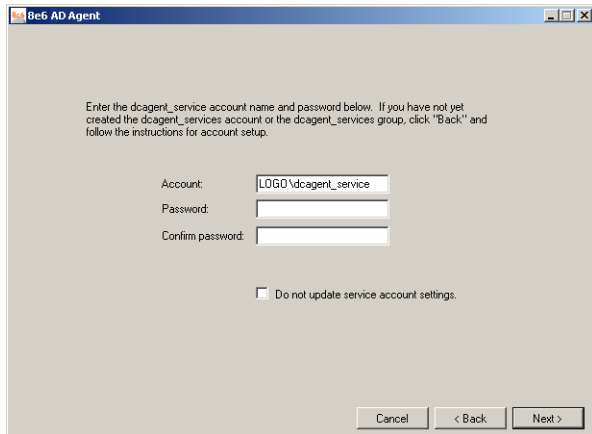 8e6 AD Agent
Enter the dcagent_service account name and password below. If you have not yet
created the dcagent_services account or the dcagent_services group, click "Back" and
follow the instructions for account setup.
Account: LOGO\dcagent_service
Password:
Confirm password:
Do not update service account settings.
Cancel < Back Next >